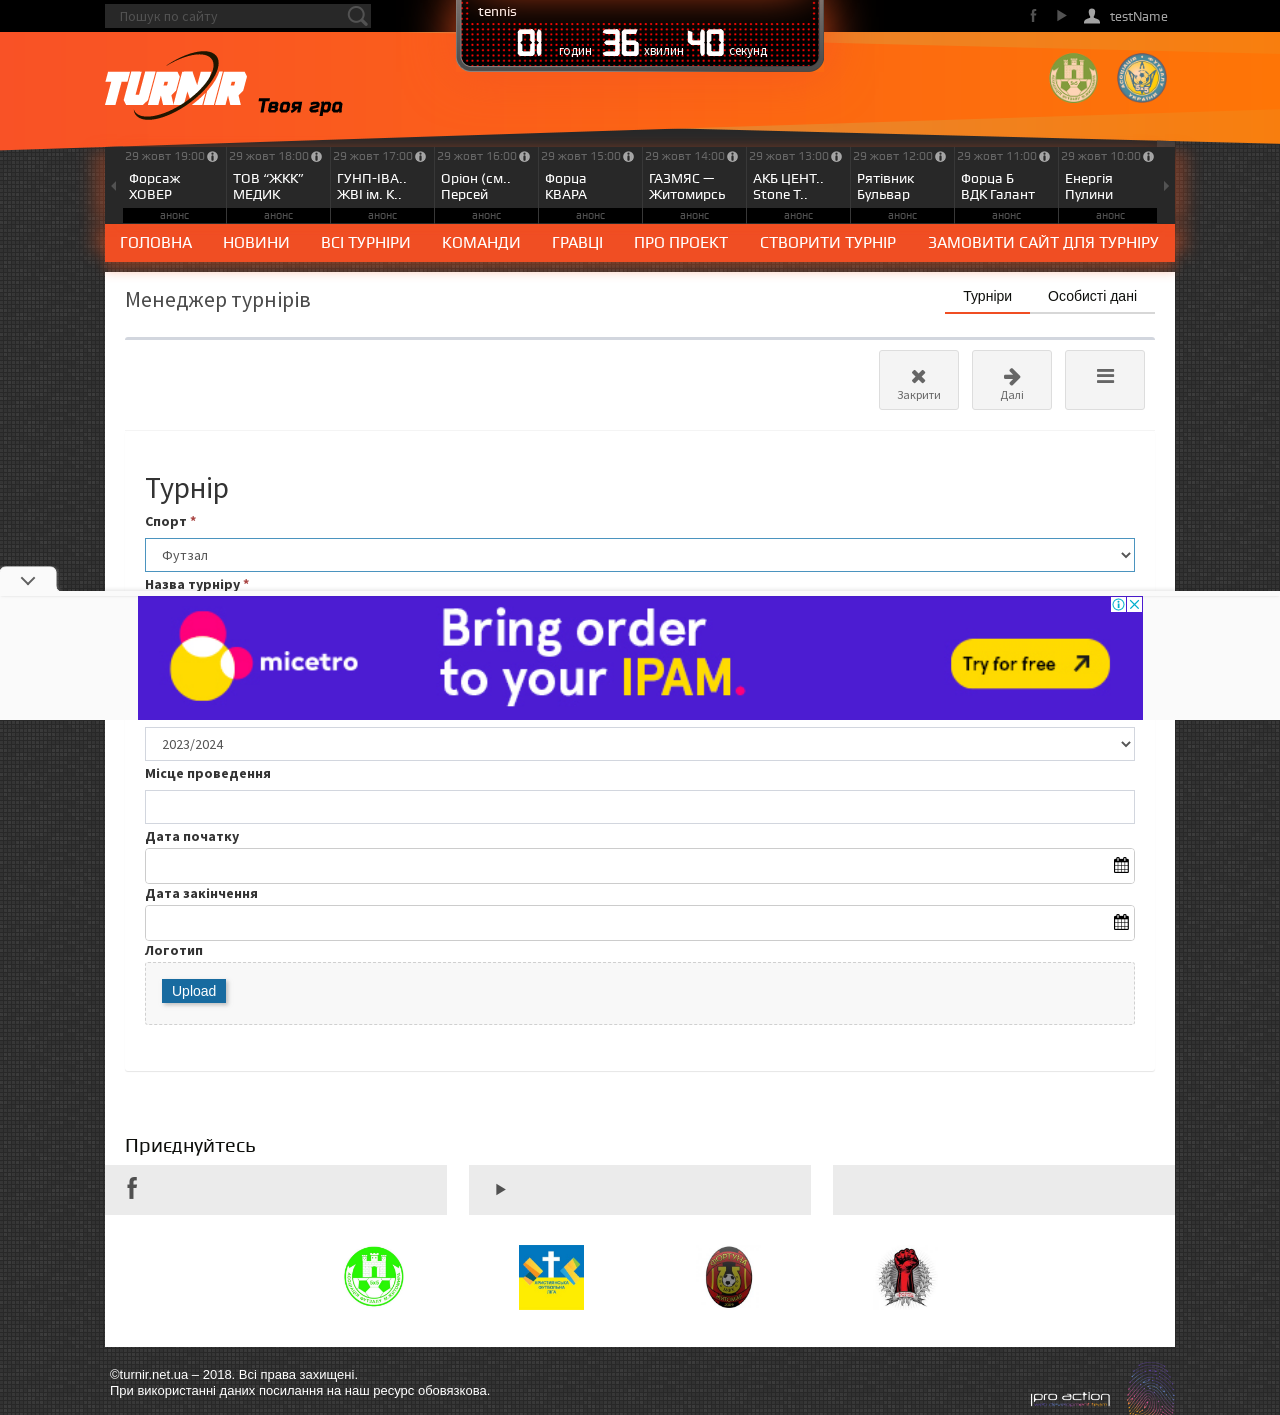 Пошук по сайту
tennis
testName
01 годин 36 хвилин 40 секунд
TURNIR Твоя гра
29 жовт 19:00 29 жовт 18:00 29 жовт 17:00 29 жовт 16:00 29 жовт 15:00 29 жовт 14:00 29 жовт 13:00 29 жовт 12:00 29 жовт 11:00 29 жовт 10:00
Форсаж ТОВ “ЖКК” ГУНП-ІВА.. Оріон (см.. Форца ГАЗМЯС — АКБ ЦЕНТ.. Рятівник Форца Б Енергія
ХОВЕР МЕДИК ЖВІ ім. К.. Персей КВАРА Житомирсь Stone T.. Бульвар ВДК Галант Пулини
анонс анонс анонс анонс анонс анонс анонс анонс анонс анонс
ГОЛОВНА НОВИНИ ВСІ ТУРНІРИ КОМАНДИ ГРАВЦІ ПРО ПРОЕКТ СТВОРИТИ ТУРНІР ЗАМОВИТИ САЙТ ДЛЯ ТУРНІРУ
Менеджер турнірів
Турніри Особисті дані
Закрити Далі
Турнір
Спорт *
Футзал
Назва турніру *
micetro
Bring order
to your IPAM.
Try for free
2023/2024
Місце проведення
Дата початку
Дата закінчення
Логотип
Upload
Приєднуйтесь
©turnir.net.ua – 2018. Всі права захищені.
При використанні даних посилання на наш ресурс обовязкова.
pro action